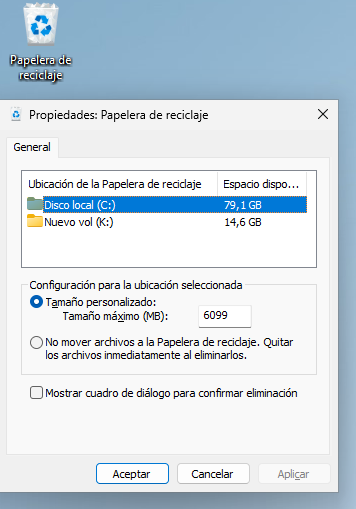 Papelera de
reciclaje
Propiedades: Papelera de reciclaje
General
Ubicación de la Papelera de reciclaje Espacio dispo...
Disco local (C:) 79,1 GB
Nuevo vol (K:) 14,6 GB
Configuración para la ubicación seleccionada
Tamaño personalizado:
Tamaño máximo (MB): 6099
No mover archivos a la Papelera de reciclaje. Quitar
los archivos inmediatamente al eliminarlos.
Mostrar cuadro de diálogo para confirmar eliminación
Aceptar Cancelar Aplicar